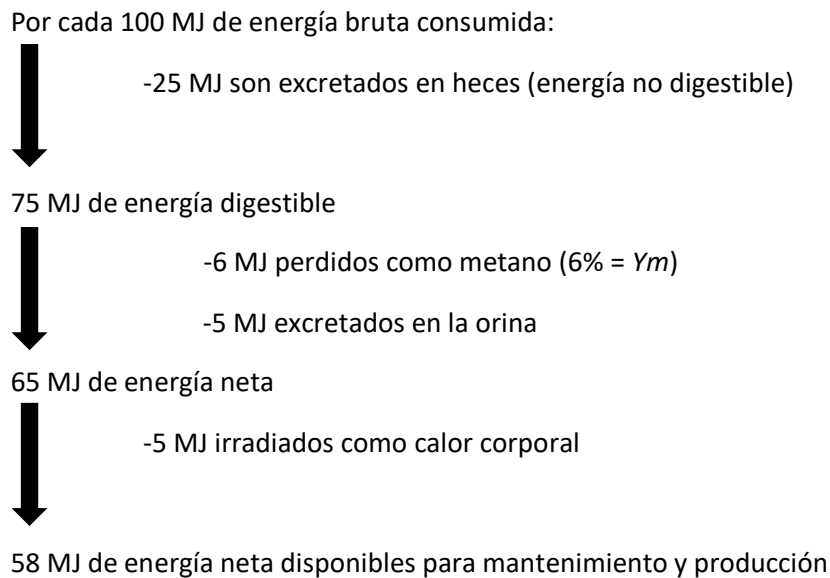 Por cada 100 MJ de energía bruta consumida:
-25 MJ son excretados en heces (energía no digestible)
75 MJ de energía digestible
-6 MJ perdidos como metano (6% = Ym)
-5 MJ excretados en la orina
65 MJ de energía neta
-5 MJ irradiados como calor corporal
58 MJ de energía neta disponibles para mantenimiento y producción